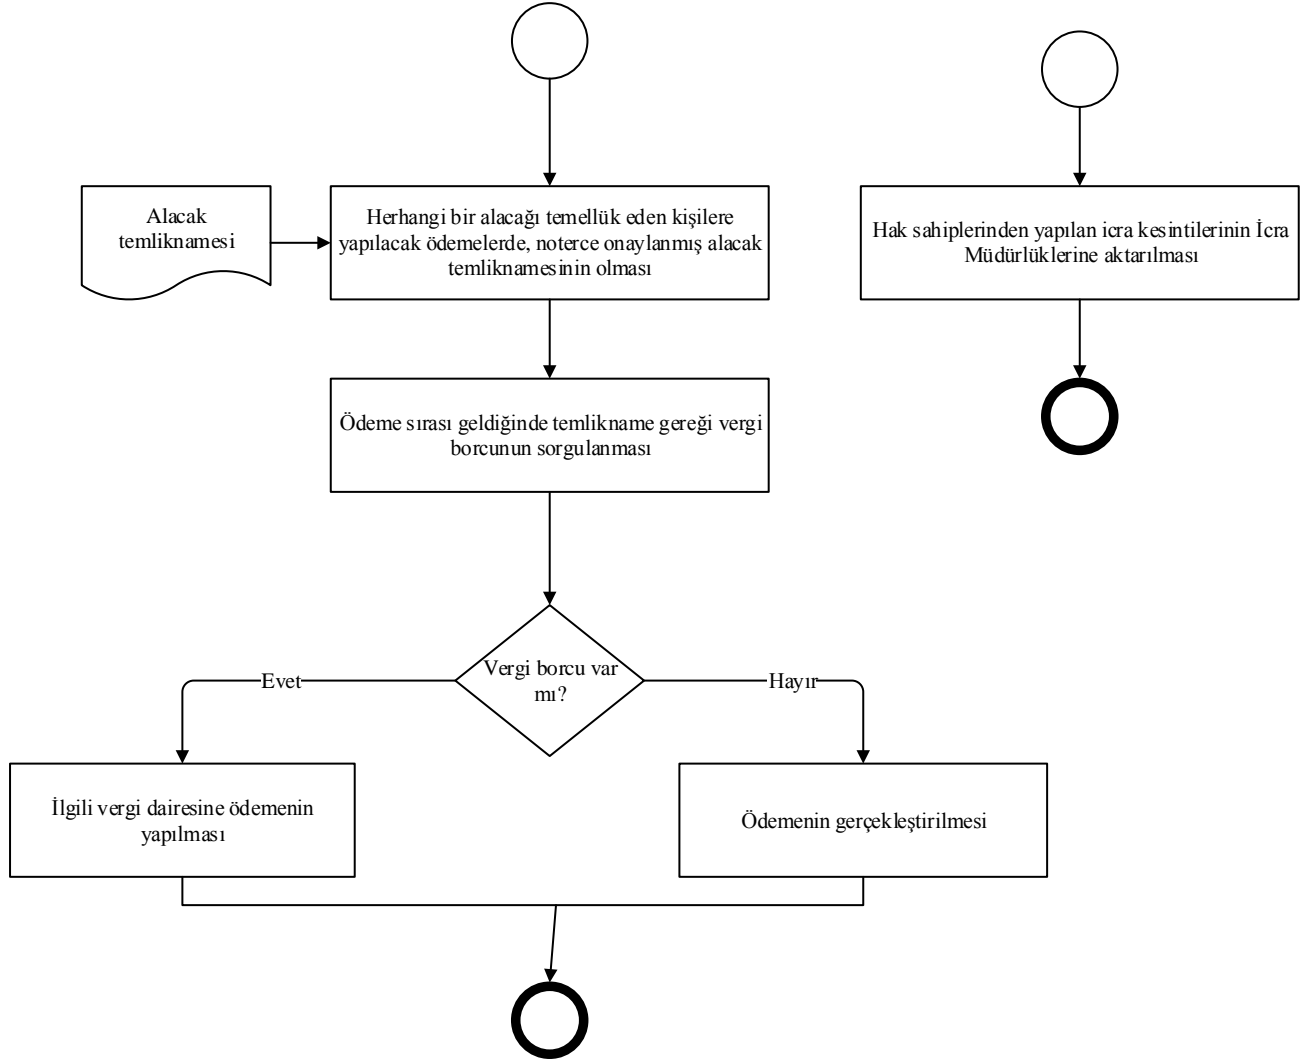 Alacak
temliknamesi
Herhangi bir alacağı temellük eden kişilere
yapılacak ödemelerde, noterce onaylanmış alacak
temliknamesinin olması
Hak sahiplerinden yapılan icra kesintilerinin İcra
Müdürlüklerine aktarılması
Ödeme sırası geldiğinde temlikname gereği vergi
borcunun sorgulanması
Vergi borcu var
mı?
Evet
Hayır
İlgili vergi dairesine ödemenin
yapılması
Ödemenin gerçekleştirilmesi